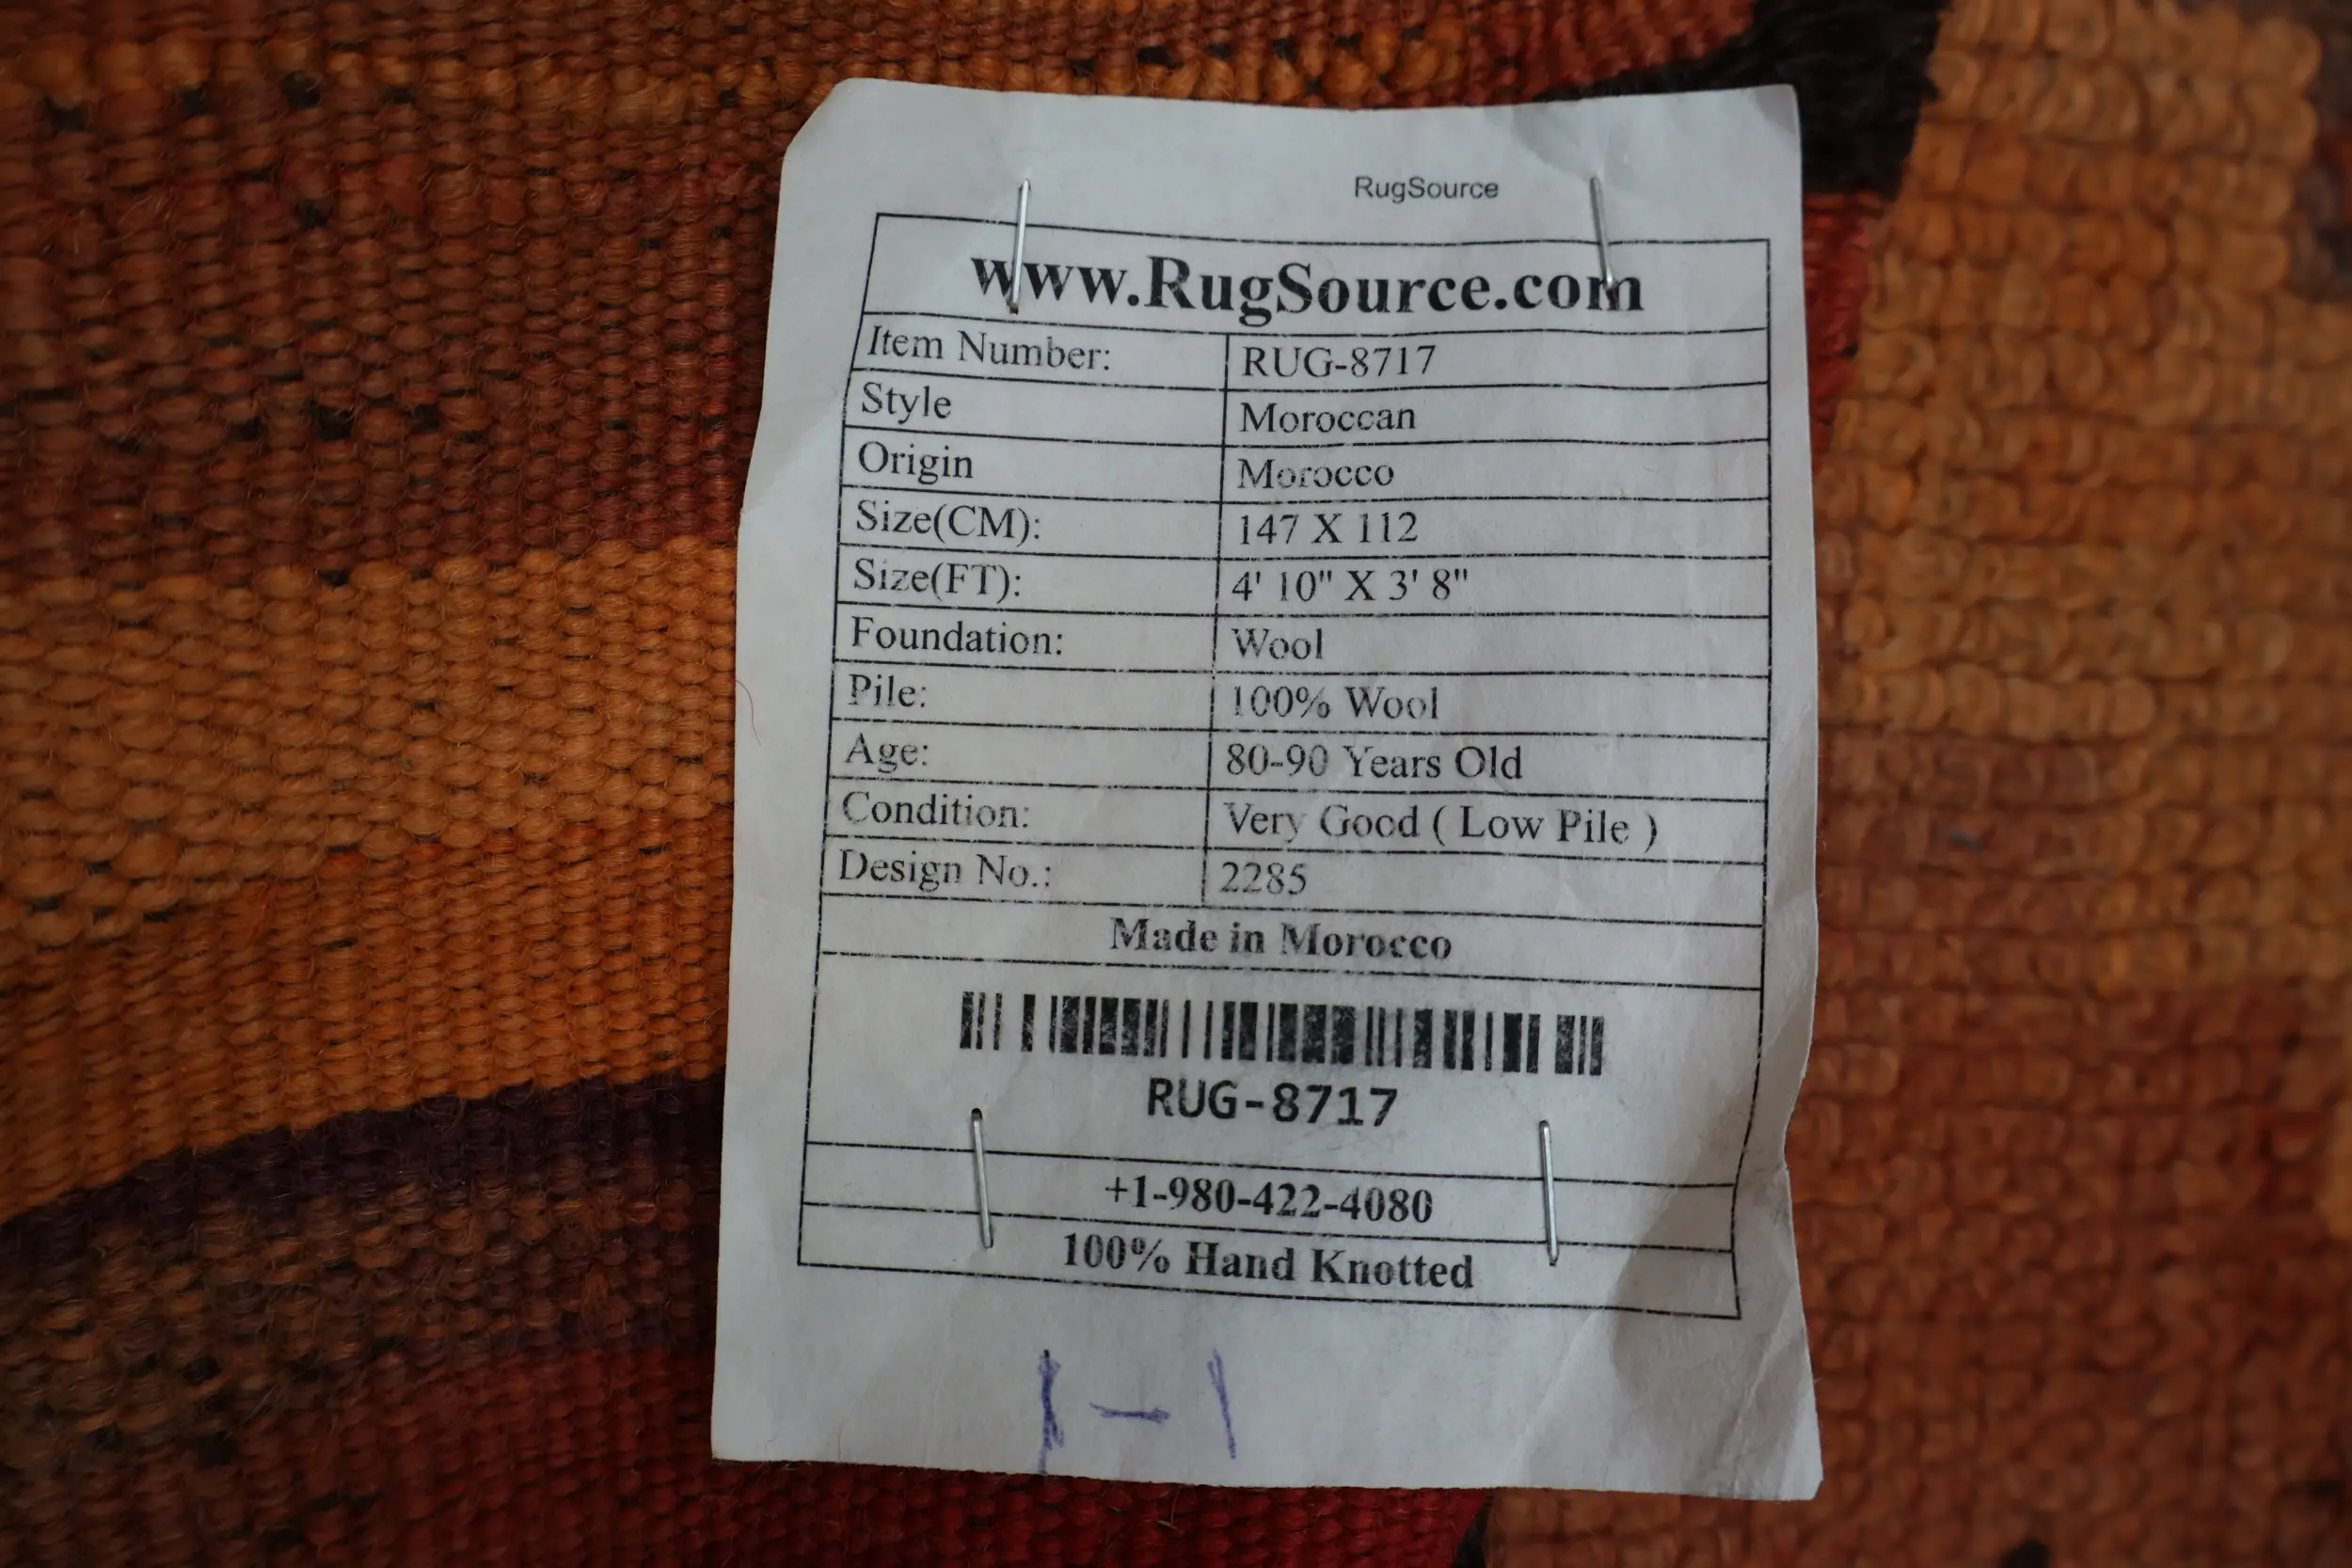 RugSource
www.RugSource.com
Item Number: RUG-8717
Style Moroccan
Origin Morocco
Size(CM): 147 X 112
Size(FT): 4' 10" X 3' 8"
Foundation: Wool
Pile: 100% Wool
Age: 80-90 Years Old
Condition: Very Good ( Low Pile )
Design No.: 2285
Made in Morocco
RUG-8717
+1-980-422-4080
100% Hand Knotted
1-1